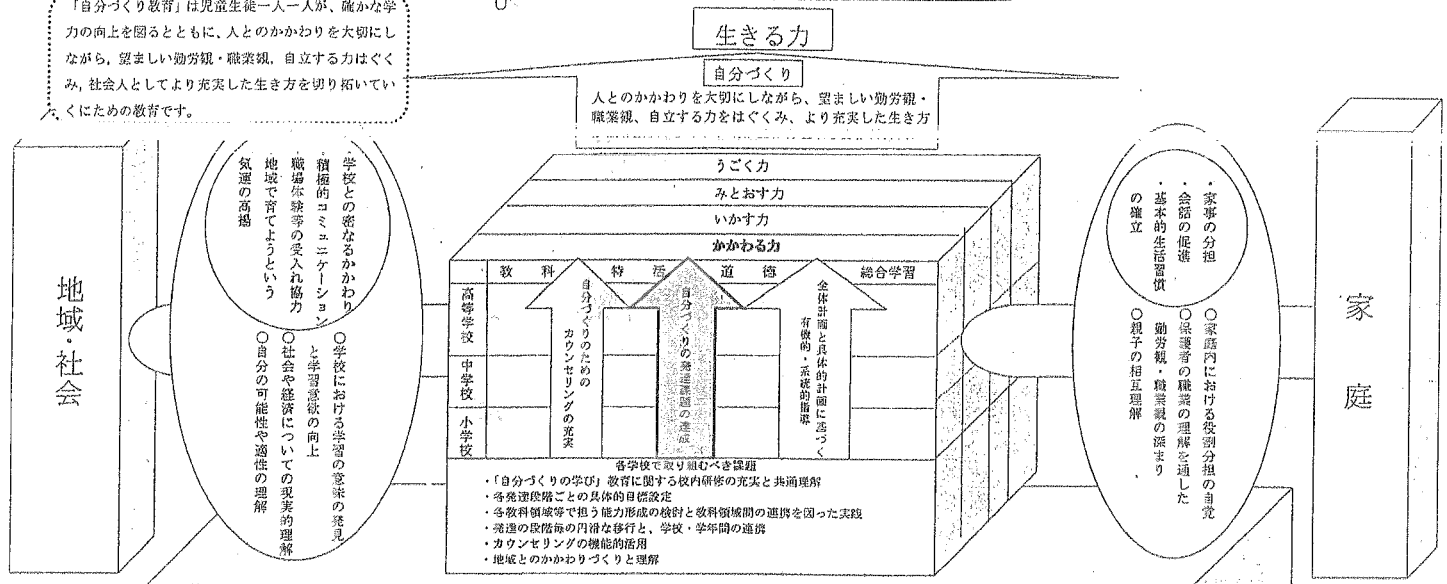 「自分づくり教育」は児童生徒一人一人が、確かな学
力の向上を図るとともに、人とのかかわりを大切にし
ながら、望ましい勤労観・職業観、自立する力はぐく
み, 社会人としてより充実した生き方を切り拓いてい
くにための教育です。
び
生きる力
自分づくり
人とのかかわりを大切にしながら、望ましい勤労観・
職業観、自立する力をはぐくみ、より充実した生き方
地域・社会
・学校との密なるかかわり
・積極的コミュニケーション
・職場体験等の受入れ協力
・地域で育てようという
気運の高揚
○学校における学習の意味の発見
と学習意欲の向上
○社会や経済についての現実的理解
○自分の可能性や適性の理解
うごく力
みとおす力
いかす力
かかわる力
教科 特活 道徳 総合学習
高等学校
中学校
小学校
自分づくりのための
カウンセリングの充実
自分づくりの発達課題の達成
全体計画と具体的計画に基づく
有機的・系統的指導
各学校で取り組むべき課題
・「自分づくりの学び」教育に関する校内研修の充実と共通理解
・各発達段階ごとの具体的目標設定
・各教科領域等で担う能力形成の検討と教科領域間の連携を図った実践
・発達の段階毎の円滑な移行と、学校・学年間の連携
・カウンセリングの機能的活用
・地域とのかかわりづくりと理解
・家事の分担
・会話の促進
・基本的生活習慣
の確立
○家庭内における役割分担の自覚
○保護者の職業の理解を通した
勤労観・職業観の深まり
○親子の相互理解
家庭